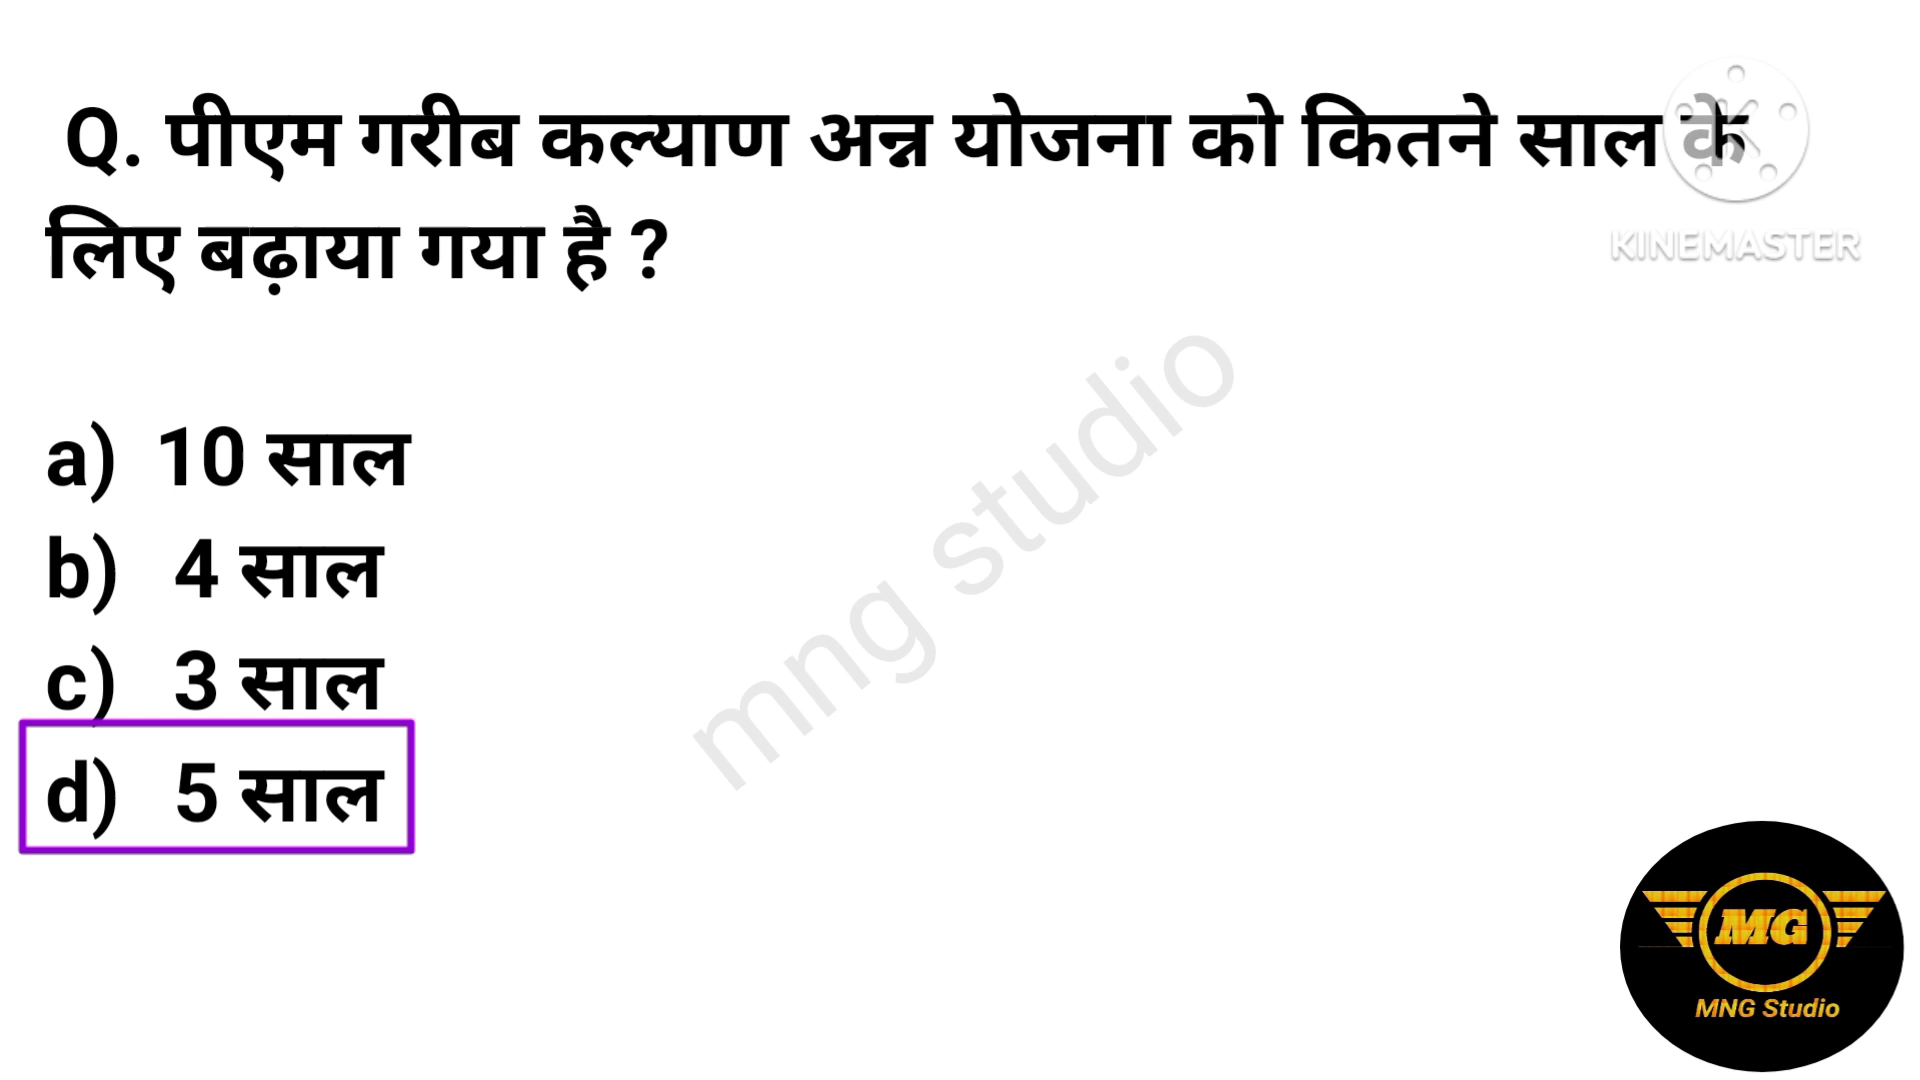 Q. पीएम गरीब कल्याण अन्न योजना को कितने साल के
लिए बढ़ाया गया है ?
KINEMASTER
a) 10 साल
b) 4 साल
c) 3 साल
d) 5 साल
mng studio
MG
MNG Studio